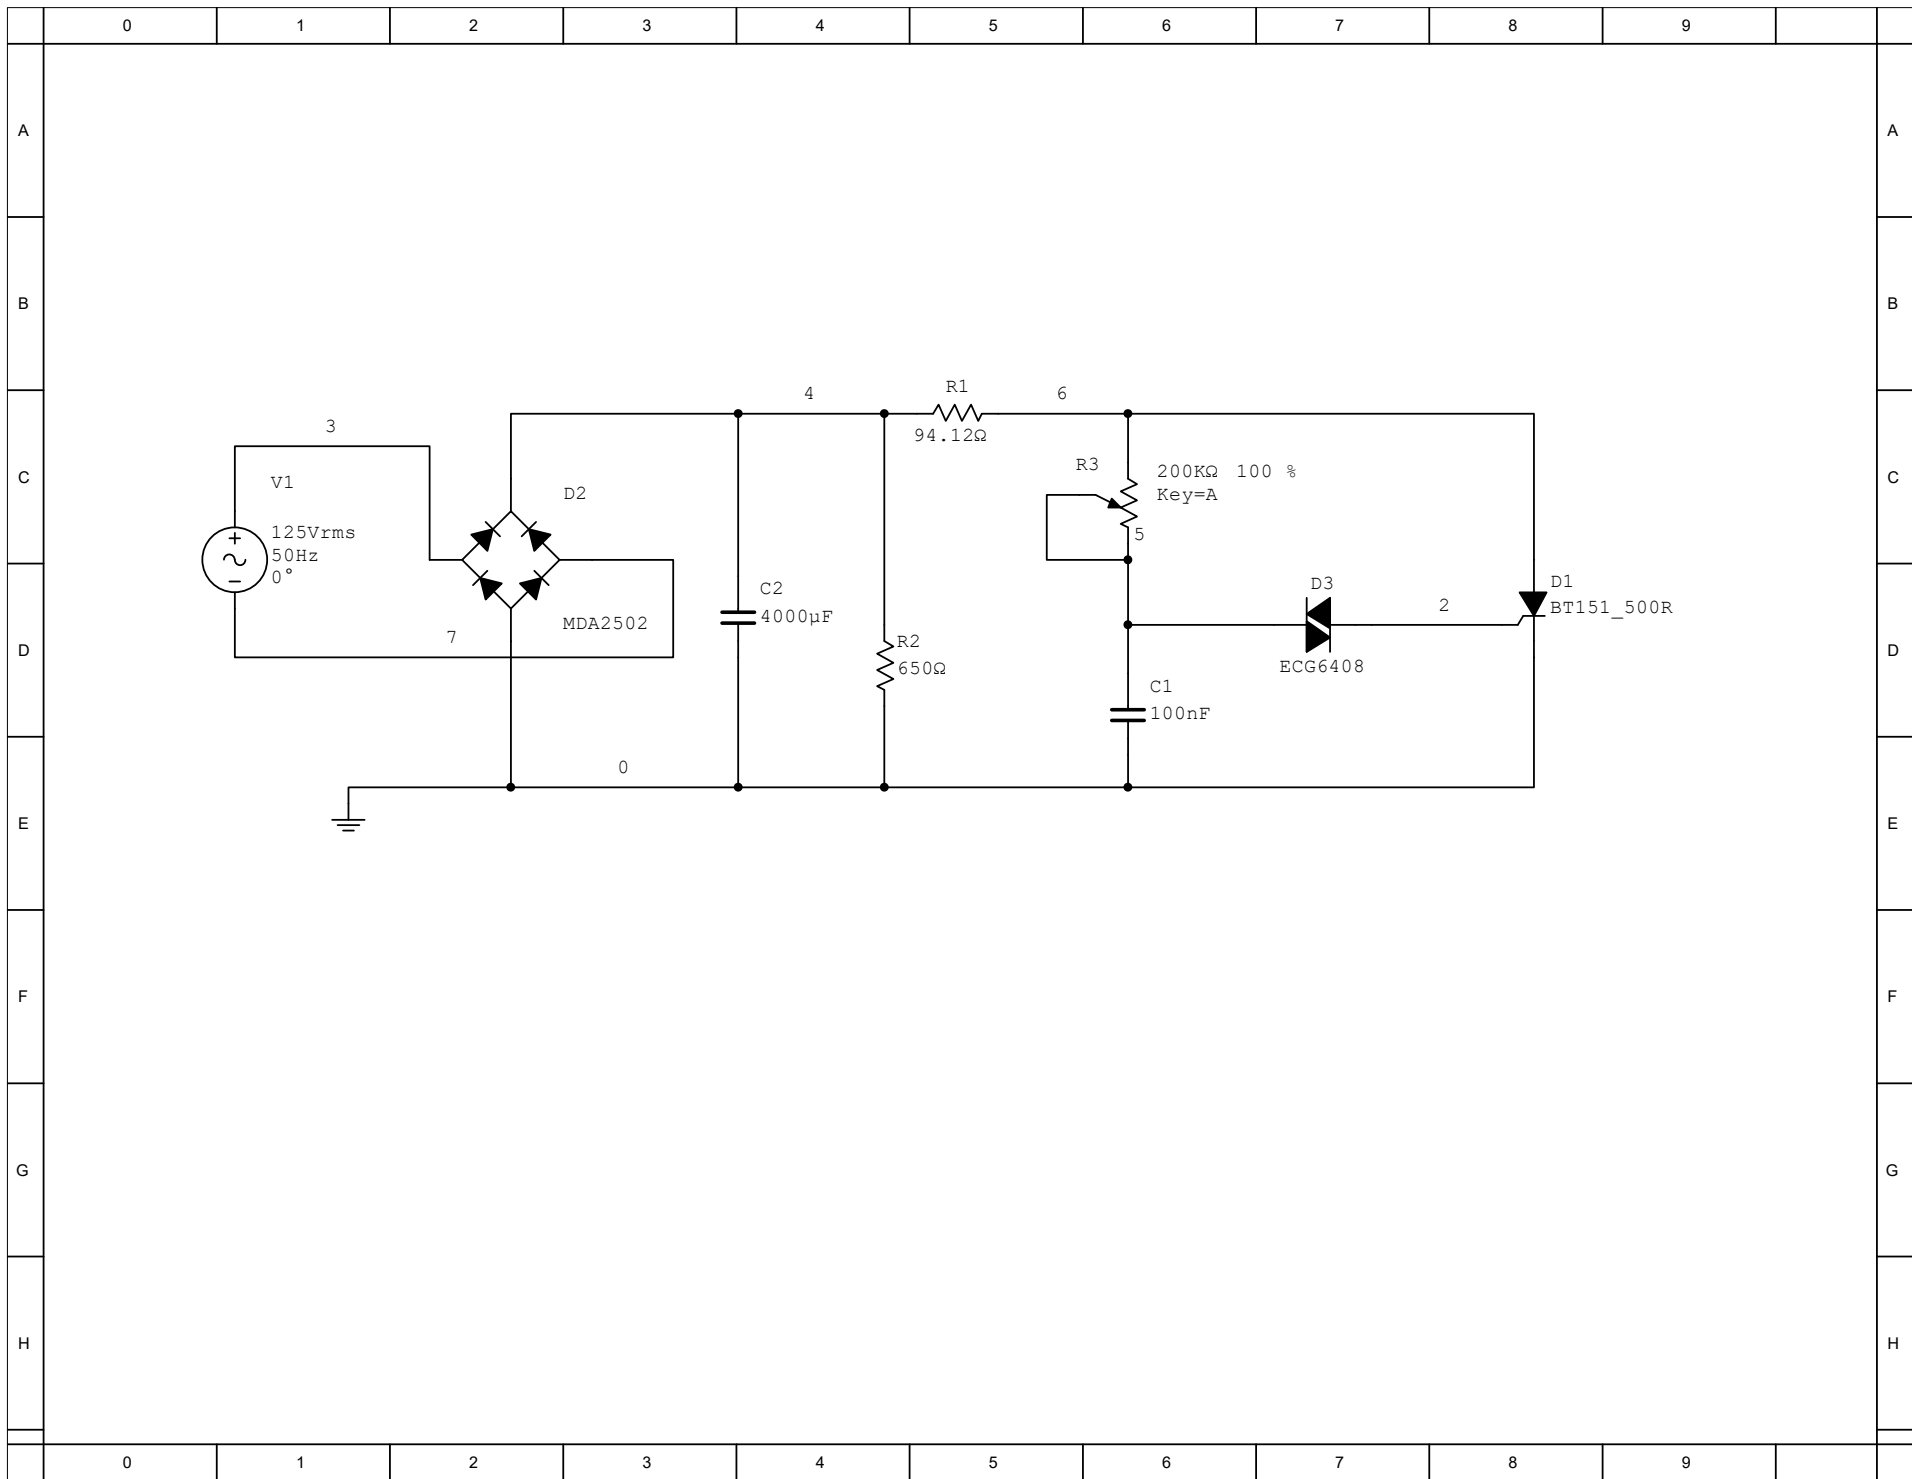 0 1 2 3 4 5 6 7 8 9
A A
B B
R1
4 6
94.12Ω
3
C C
V1
D2
R3
200KΩ 100 %
Key=A
125Vrms
50Hz
0°
5
D3
D1
C2
4000µF
2
BT151_500R
7
MDA2502
D D
R2
650Ω
ECG6408
C1
100nF
0
E E
F F
G G
H H
0 1 2 3 4 5 6 7 8 9